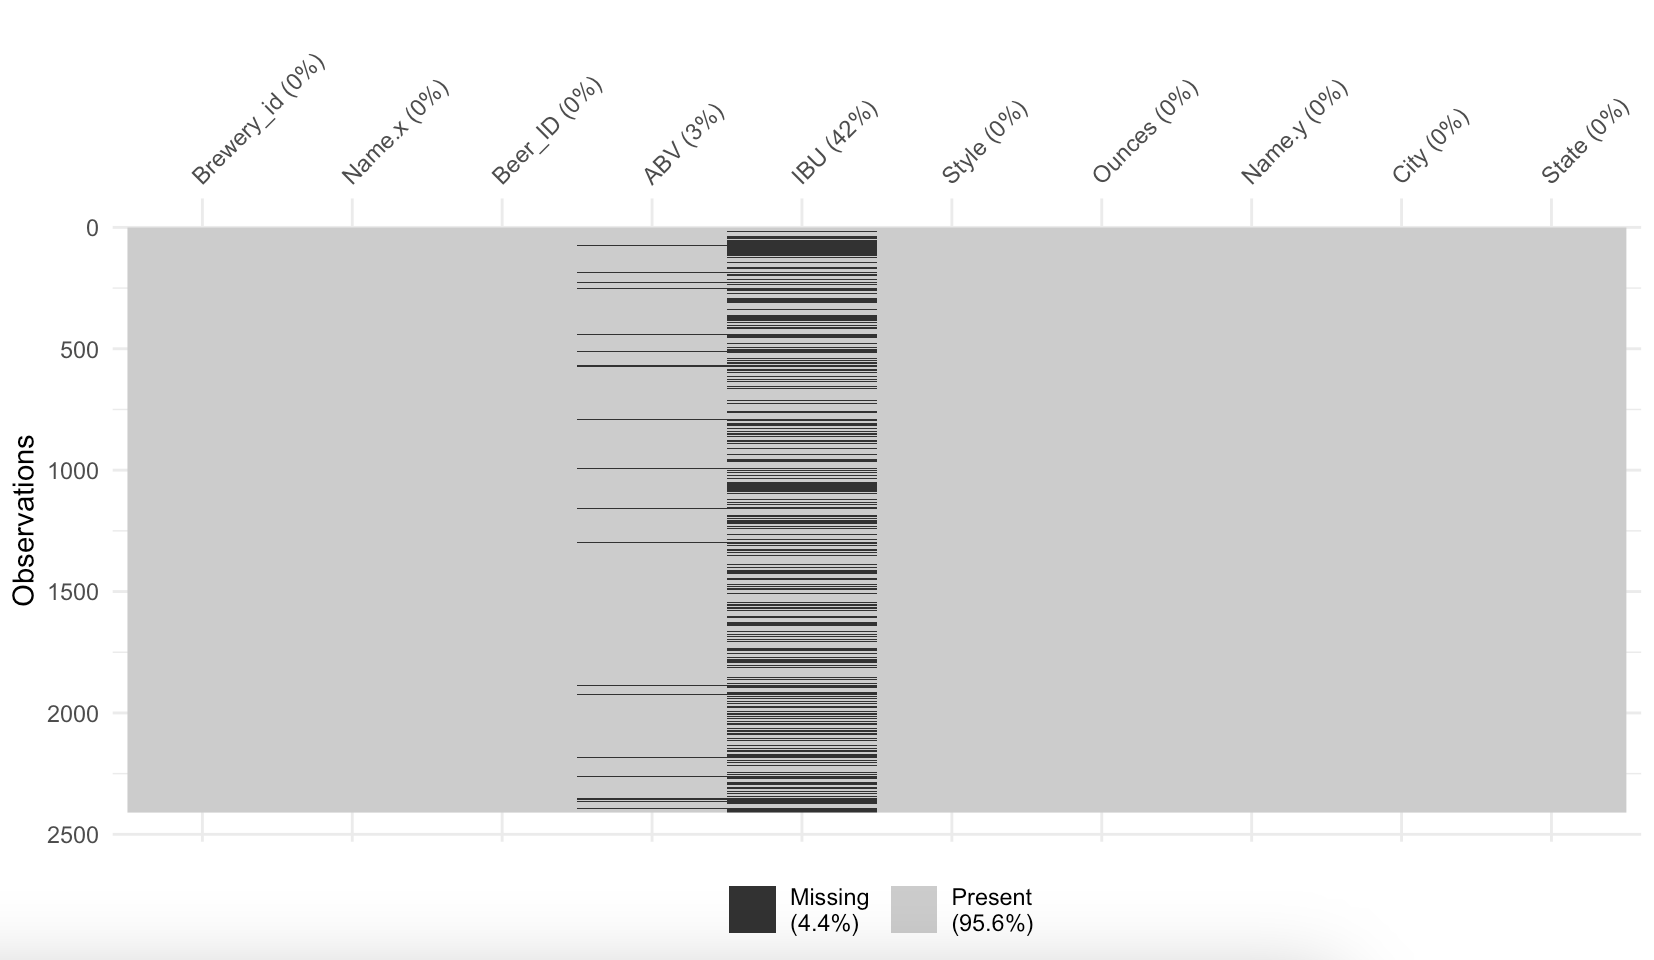 Brewery_id (0%)
Name.x (0%)
Beer_ID (0%)
ABV (3%)
IBU (42%)
Style (0%)
Ounces (0%)
Name.y (0%)
City (0%)
State (0%)
0
500
1000
1500
2000
2500
Observations
Missing
(4.4%)
Present
(95.6%)